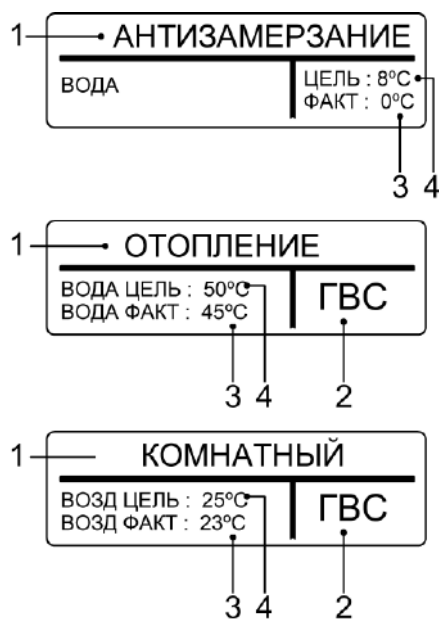 1 АНТИЗАМЕРЗАНИЕ
ВОДА ЦЕЛЬ : 8ºC
ФАКТ : 0ºC
3 4
1 ОТОПЛЕНИЕ
ВОДА ЦЕЛЬ : 50ºC ГВС
ВОДА ФАКТ : 45ºC
3 4 2
1 КОМНАТНЫЙ
ВОЗД ЦЕЛЬ : 25ºC ГВС
ВОЗД ФАКТ : 23ºC
3 4 2